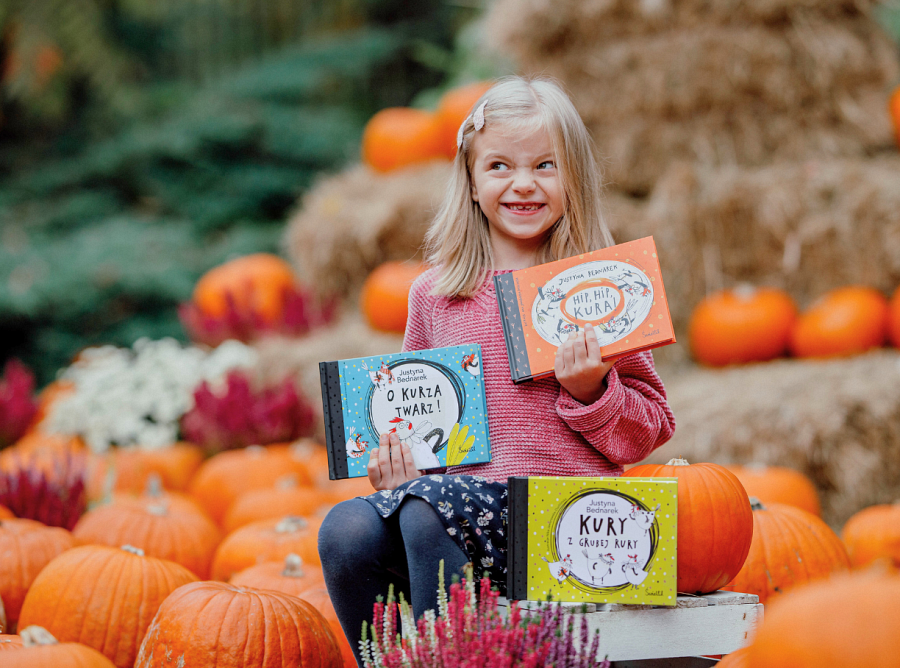 JUSTYNA BEDNAREK
HIP, HIP,
KURA!
Justyna
Bednarek
O KURZA
TWARZ!
Justyna Bednarek
KURY
Z GRUBEJ RURY